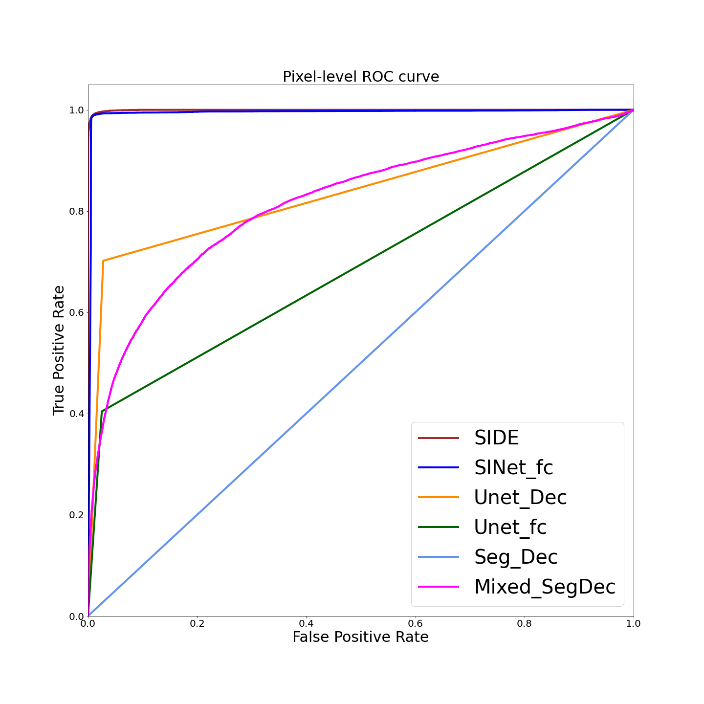 Pixel-level ROC curve
1.0
0.8
0.6
0.4
0.2
0.0
True Positive Rate
SIDE
SINet_fc
Unet_Dec
Unet_fc
Seg_Dec
Mixed_SegDec
0.0 0.2 0.4 0.6 0.8 1.0
False Positive Rate